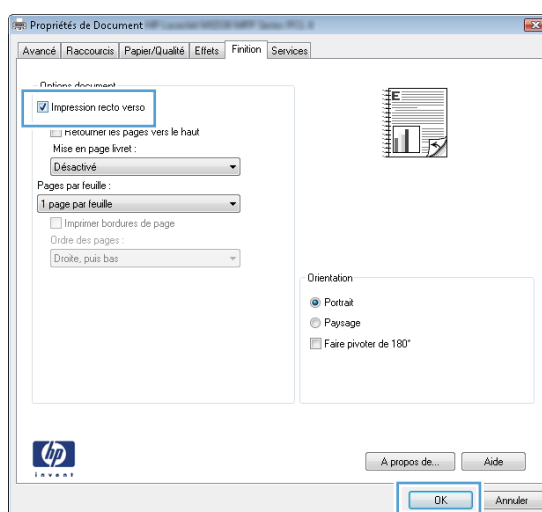 Propriétés de Document
Avancé Raccourcis Papier/Qualité Effets Finition Services
Options document
Impression recto verso
Retourner les pages vers le haut
Mise en page livret :
Désactivé
Pages par feuille :
1 page par feuille
Imprimer bordures de page
Ordre des pages :
Droite, puis bas
E
Orientation
Portrait
Paysage
Faire pivoter de 180°
hp
invent
A propos de... Aide
OK Annuler